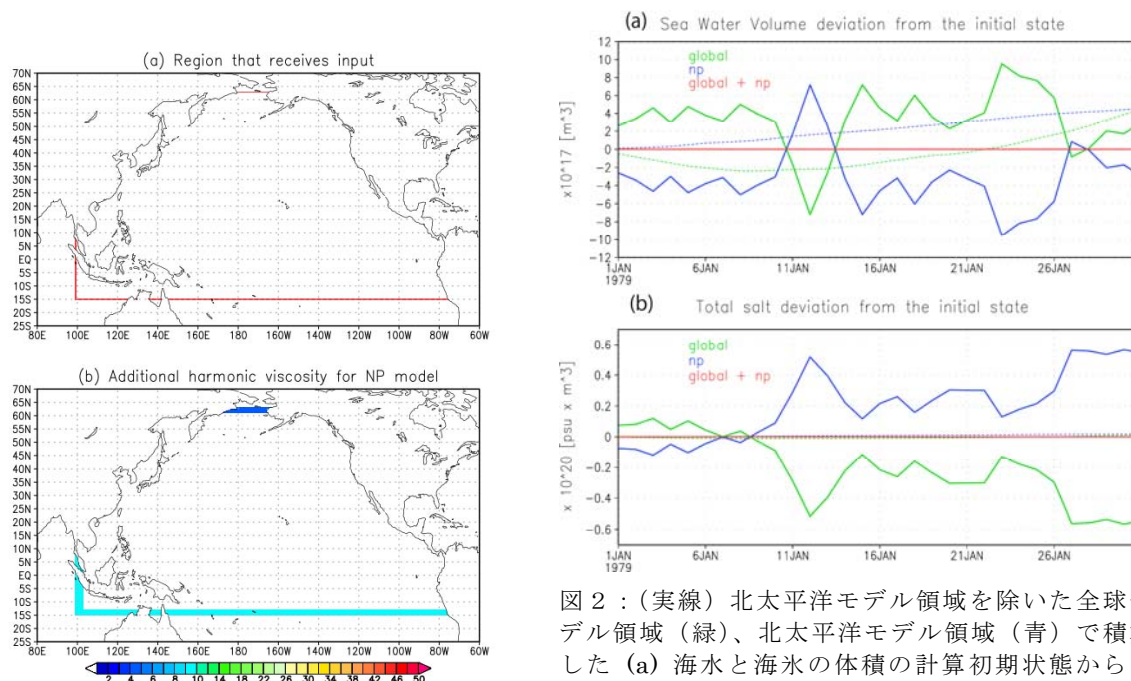 (a) Region that receives input
70N
65N
60N
55N
50N
45N
40N
35N
30N
25N
20N
15N
10N
5N
EQ
5S
10S
15S
20S
25S
80E 100E 120E 140E 160E 180 160W 140W 120W 100W 80W 60W
(b) Additional harmonic viscosity for NP model
70N
65N
60N
55N
50N
45N
40N
35N
30N
25N
20N
15N
10N
5N
EQ
5S
10S
15S
20S
25S
80E 100E 120E 140E 160E 180 160W 140W 120W 100W 80W 60W
2 6 10 14 18 22 26 30 34 38 42 46 50
(a) Sea Water Volume deviation from the initial state
global
np
global + np
x10^17 [m^3]
12
10
8
6
4
2
0
-2
-4
-6
-8
-10
-12
1JAN 6JAN 11JAN 16JAN 21JAN 26JAN
1979
(b) Total salt deviation from the initial state
global
np
global + np
x 10^20 [psu x m^3]
0.6
0.4
0.2
0
-0.2
-0.4
-0.6
1JAN 6JAN 11JAN 16JAN 21JAN 26JAN
1979
図2:(実線)北太平洋モデル領域を除いた全球
デル領域(緑)、北太平洋モデル領域(青)で積
した (a) 海水と海氷の体積の計算初期状態から